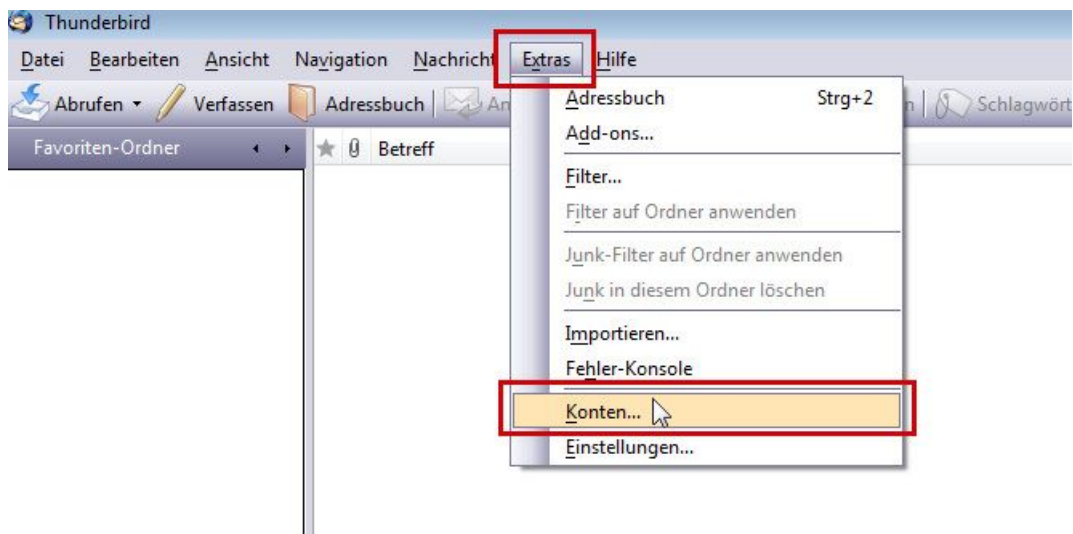 Thunderbird
Datei Bearbeiten Ansicht Navigation Nachricht Extras Hilfe
Abrufen Verfassen Adressbuch Schlagwört
Favoriten-Ordner Betreff
Adressbuch Strg+2
Add-ons...
Filter...
Filter auf Ordner anwenden
Junk-Filter auf Ordner anwenden
Junk in diesem Ordner löschen
Importieren...
Fehler-Konsole
Konten...
Einstellungen...